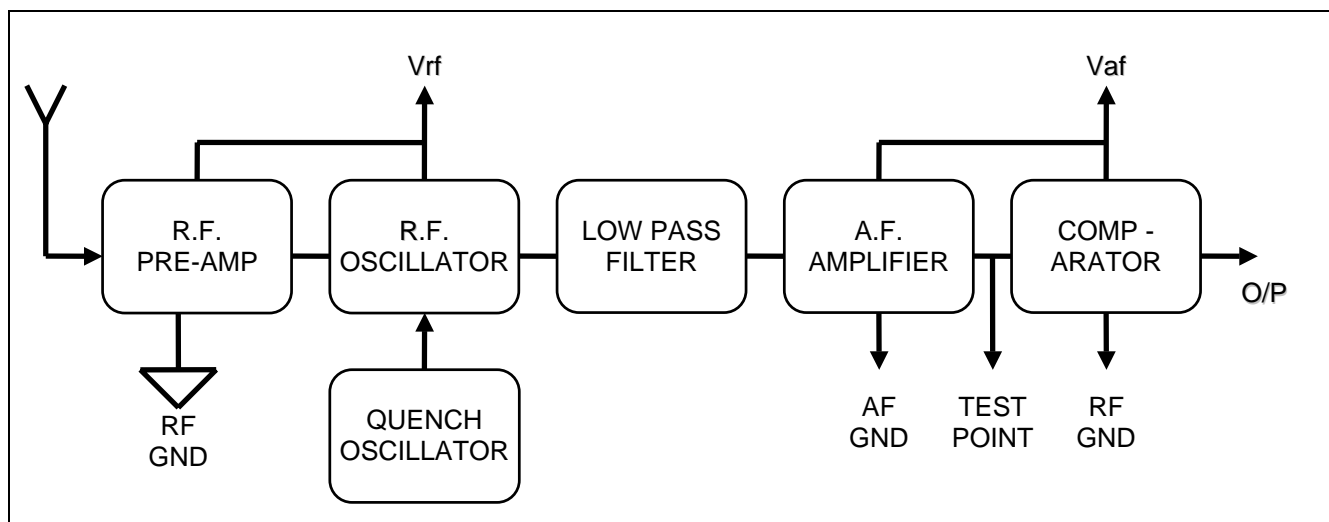 Vrf
Vaf
R.F.
PRE-AMP
R.F.
OSCILLATOR
LOW PASS
FILTER
A.F.
AMPLIFIER
COMP -
ARATOR
O/P
RF
GND
QUENCH
OSCILLATOR
AF
GND
TEST
POINT
RF
GND